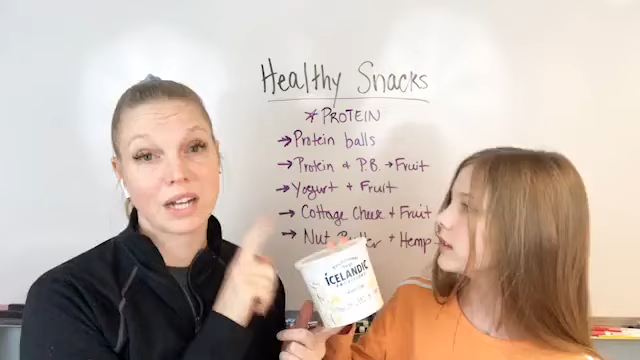 Healthy Snacks
* PROTEIN
→ Protein balls
→ Protein + P.B. → Fruit
→ Yogurt + Fruit
→ Cottage Cheese + Fruit
→ Nut Butter + Hemp
ICELANDIC